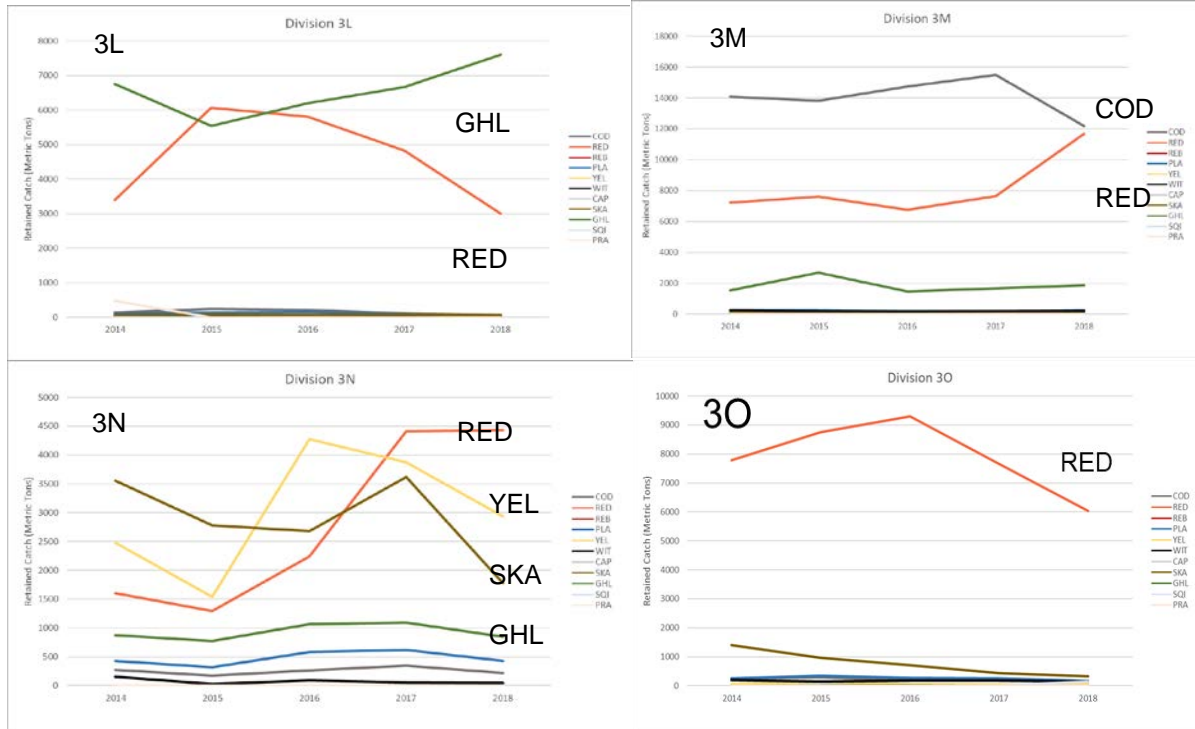 Division 3L
3L
8000
7000
6000
5000
4000
3000
2000
1000
0
Retained Catch (Metric Tons)
2014 2015 2016 2017 2018
GHL
RED
COD
RED
REB
PLA
YEL
WIT
CAP
SKA
GHL
SQI
PRA
Division 3M
3M
18000
16000
14000
12000
10000
8000
6000
4000
2000
0
Retained Catch (Metric Tons)
2014 2015 2016 2017 2018
COD
RED
COD
RED
REB
PLA
YEL
WIT
CAP
SKA
GHL
SQI
PRA
Division 3N
3N
5000
4500
4000
3500
3000
2500
2000
1500
1000
500
0
Retained Catch (Metric Tons)
2014 2015 2016 2017 2018
RED
YEL
SKA
GHL
COD
RED
REB
PLA
YEL
WIT
CAP
SKA
GHL
SQI
PRA
Division 3O
3O
10000
9000
8000
7000
6000
5000
4000
3000
2000
1000
0
Retained Catch (Metric Tons)
2014 2015 2016 2017 2018
RED
COD
RED
REB
PLA
YEL
WIT
CAP
SKA
GHL
SQI
PRA